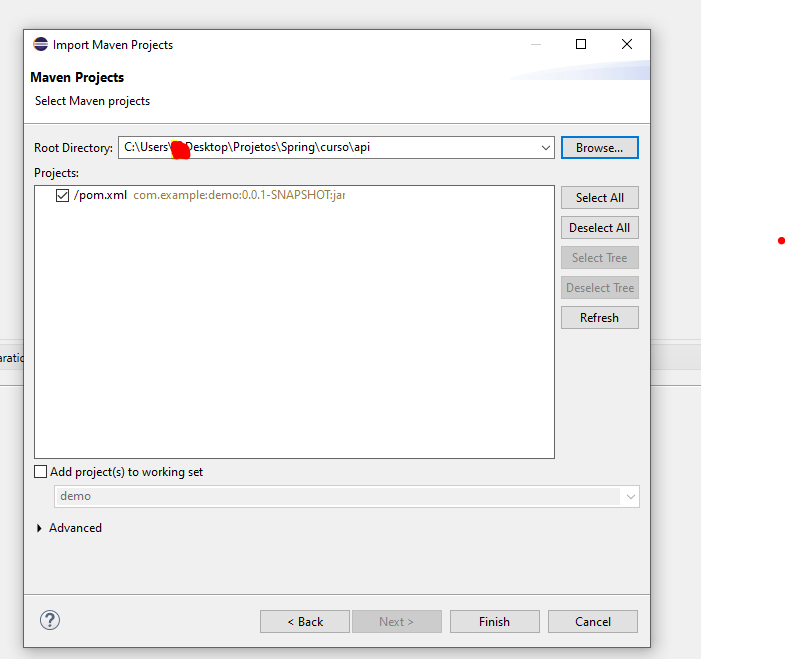 Import Maven Projects
Maven Projects
Select Maven projects
Root Directory: C:\Users\ Desktop\Projetos\Spring\curso\api Browse...
Projects:
/pom.xml com.example:demo:0.0.1-SNAPSHOT:jar
Select All
Deselect All
Select Tree
Deselect Tree
Refresh
Add project(s) to working set
demo
Advanced
? < Back Next > Finish Cancel